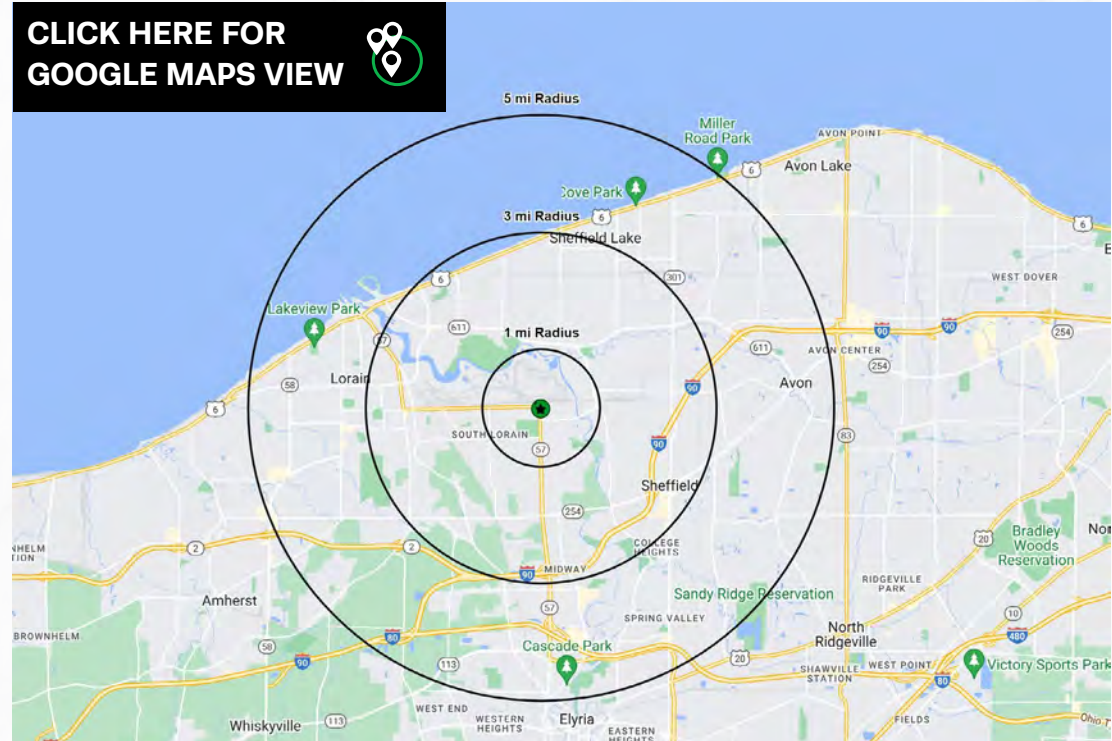 CLICK HERE FOR
GOOGLE MAPS VIEW
5 mi Radius
Miller
Road Park
AVON POINT
6
Avon Lake
Cove Park
6
3 mi Radius
Sheffield Lake
6
6
301
WEST DOVER
Lakeview Park
611
1 mi Radius
57
611
90
90
254
AVON CENTER
254
Lorain
58
90
Avon
6
SOUTH LORAIN
57
90
83
Sheffield
254
20
Bradley
Woods
Reservation
2
2
COLLEGE
HEIGHTS
MIDWAY
90
RIDGEVILLE
PARK
Amherst
57
Sandy Ridge Reservation
10
SPRING VALLEY
North
Ridgeville
480
BROWNHELM
80
58
Cascade Park
90
113
20
SHAWVILLE
STATION
WEST POINT
Victory Sports Park
80
WEST END
Whiskyville
113
WESTERN
HEIGHTS
Elyria
EASTERN
HEIGHTS
FIELDS